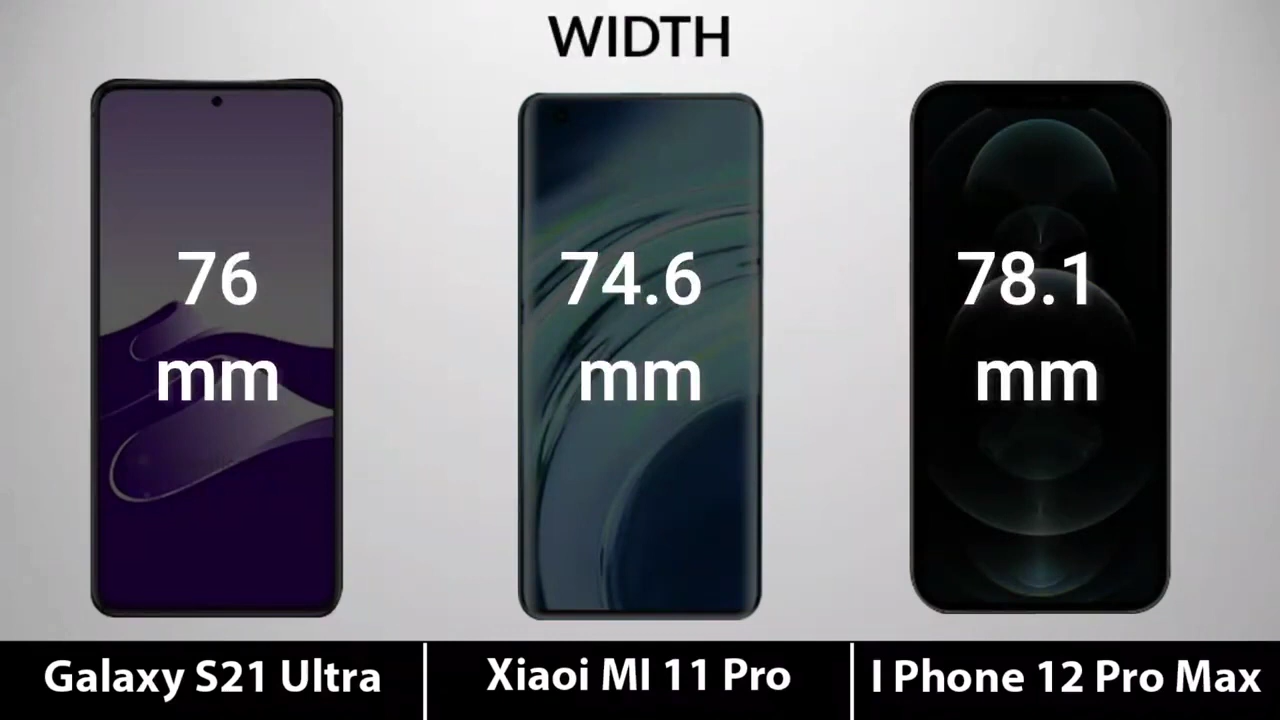 WIDTH
76
mm
74.6
mm
78.1
mm
Galaxy S21 Ultra
Xiaoi MI 11 Pro
I Phone 12 Pro Max